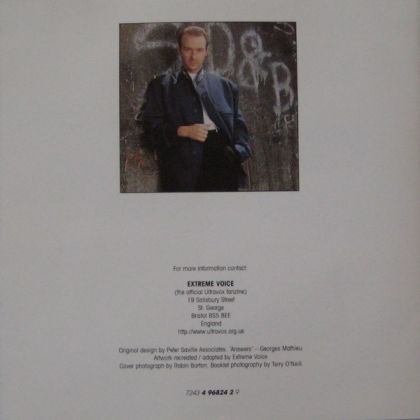 D&
B
For more information contact
EXTREME VOICE
(the official Ultravox fanzine)
19 Salisbury Street
St. George
Bristol BS5 8EE
England
http://www.ultravox.org.uk
Original design by Peter Saville Associates. 'Answers' - Georges Mathieu
Artwork recreated / adapted by Extreme Voice
Cover photograph by Robin Barton. Booklet photography by Terry O'Neill
7243 4 96824 2 9